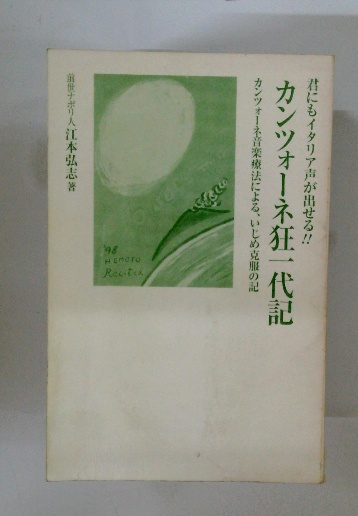 君にもイタリア声が出せる!!
カンツォーネ狂一代記
カンツォーネ音楽療法による、いじめ克服の記
前世ナポリ人 江本弘志 著
'98
Hemoto